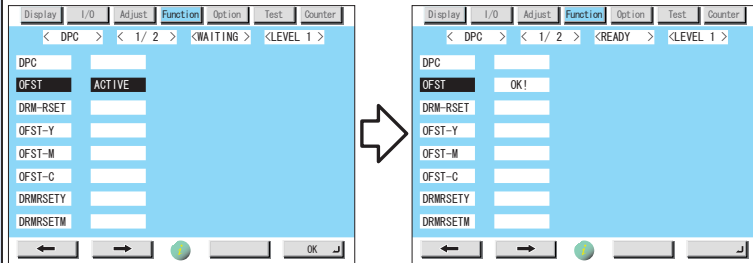 Display I/O Adjust Function Option Test Counter
< DPC > < 1/ 2 > <WAITING > <LEVEL 1 >
DPC
OFST ACTIVE
DRM-RSET
OFST-Y
OFST-M
OFST-C
DRMRSETY
DRMRSETM
OK
Display I/O Adjust Function Option Test Counter
< DPC > < 1/ 2 > <READY > <LEVEL 1 >
DPC
OFST OK!
DRM-RSET
OFST-Y
OFST-M
OFST-C
DRMRSETY
DRMRSETM